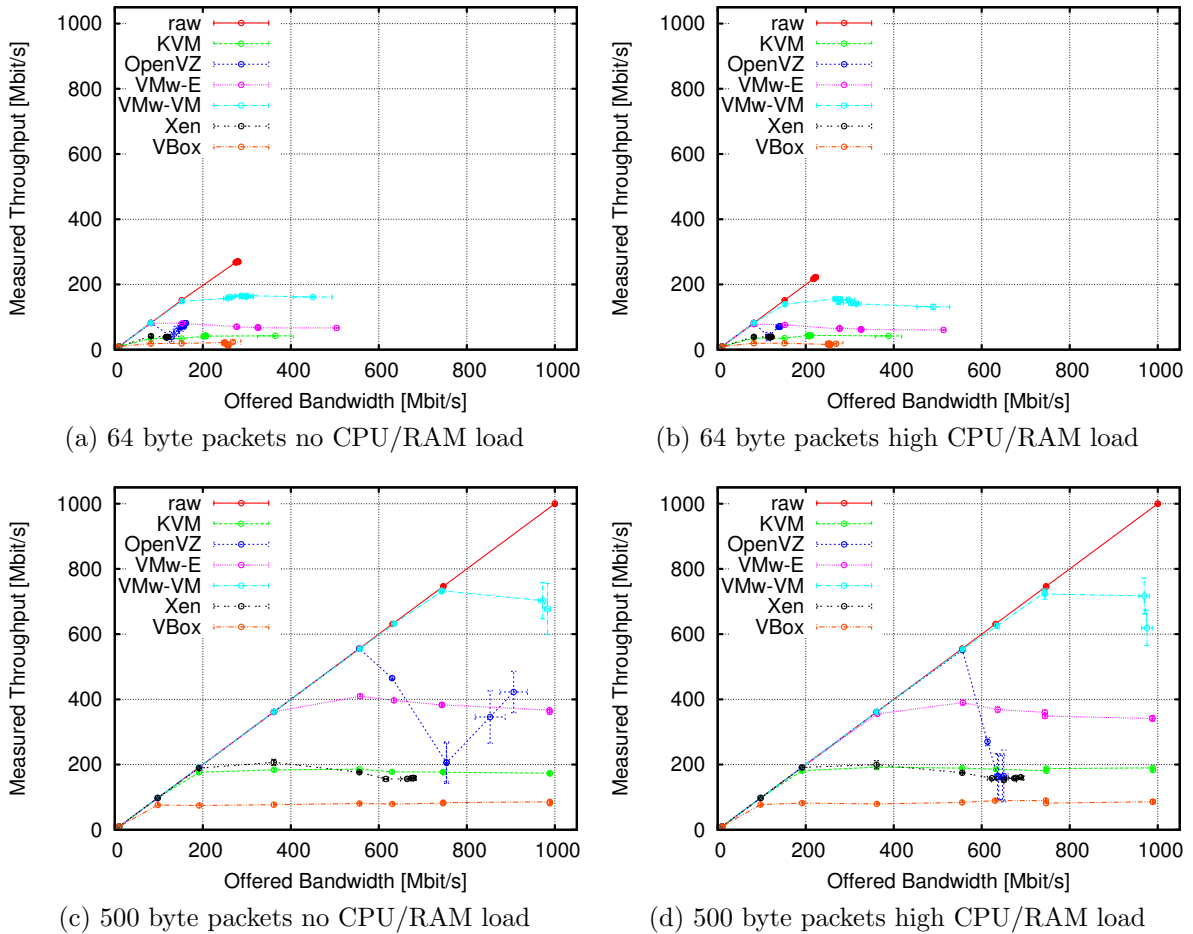 1000
800
600
400
200
0
Measured Throughput [Mbit/s]
raw
KVM
OpenVZ
VMw-E
VMw-VM
Xen
VBox
0 200 400 600 800 1000
Offered Bandwidth [Mbit/s]
(a) 64 byte packets no CPU/RAM load
1000
800
600
400
200
0
Measured Throughput [Mbit/s]
raw
KVM
OpenVZ
VMw-E
VMw-VM
Xen
VBox
0 200 400 600 800 1000
Offered Bandwidth [Mbit/s]
(b) 64 byte packets high CPU/RAM load
1000
800
600
400
200
0
Measured Throughput [Mbit/s]
raw
KVM
OpenVZ
VMw-E
VMw-VM
Xen
VBox
0 200 400 600 800 1000
Offered Bandwidth [Mbit/s]
(c) 500 byte packets no CPU/RAM load
1000
800
600
400
200
0
Measured Throughput [Mbit/s]
raw
KVM
OpenVZ
VMw-E
VMw-VM
Xen
VBox
0 200 400 600 800 1000
Offered Bandwidth [Mbit/s]
(d) 500 byte packets high CPU/RAM load